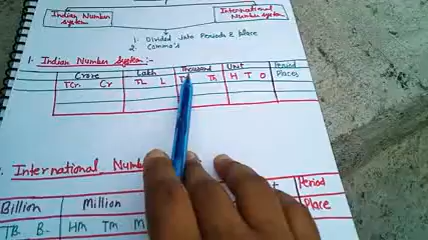 Indian Number System
International Number System
1. Divided into Periods & place
2. Comma's
1. Indian Number System :-
Crore Lakh Thousand Unit Period
TCr Cr TL L Th H T O Places
International Numb
Period
Billion Million Place
TB B HM TM M